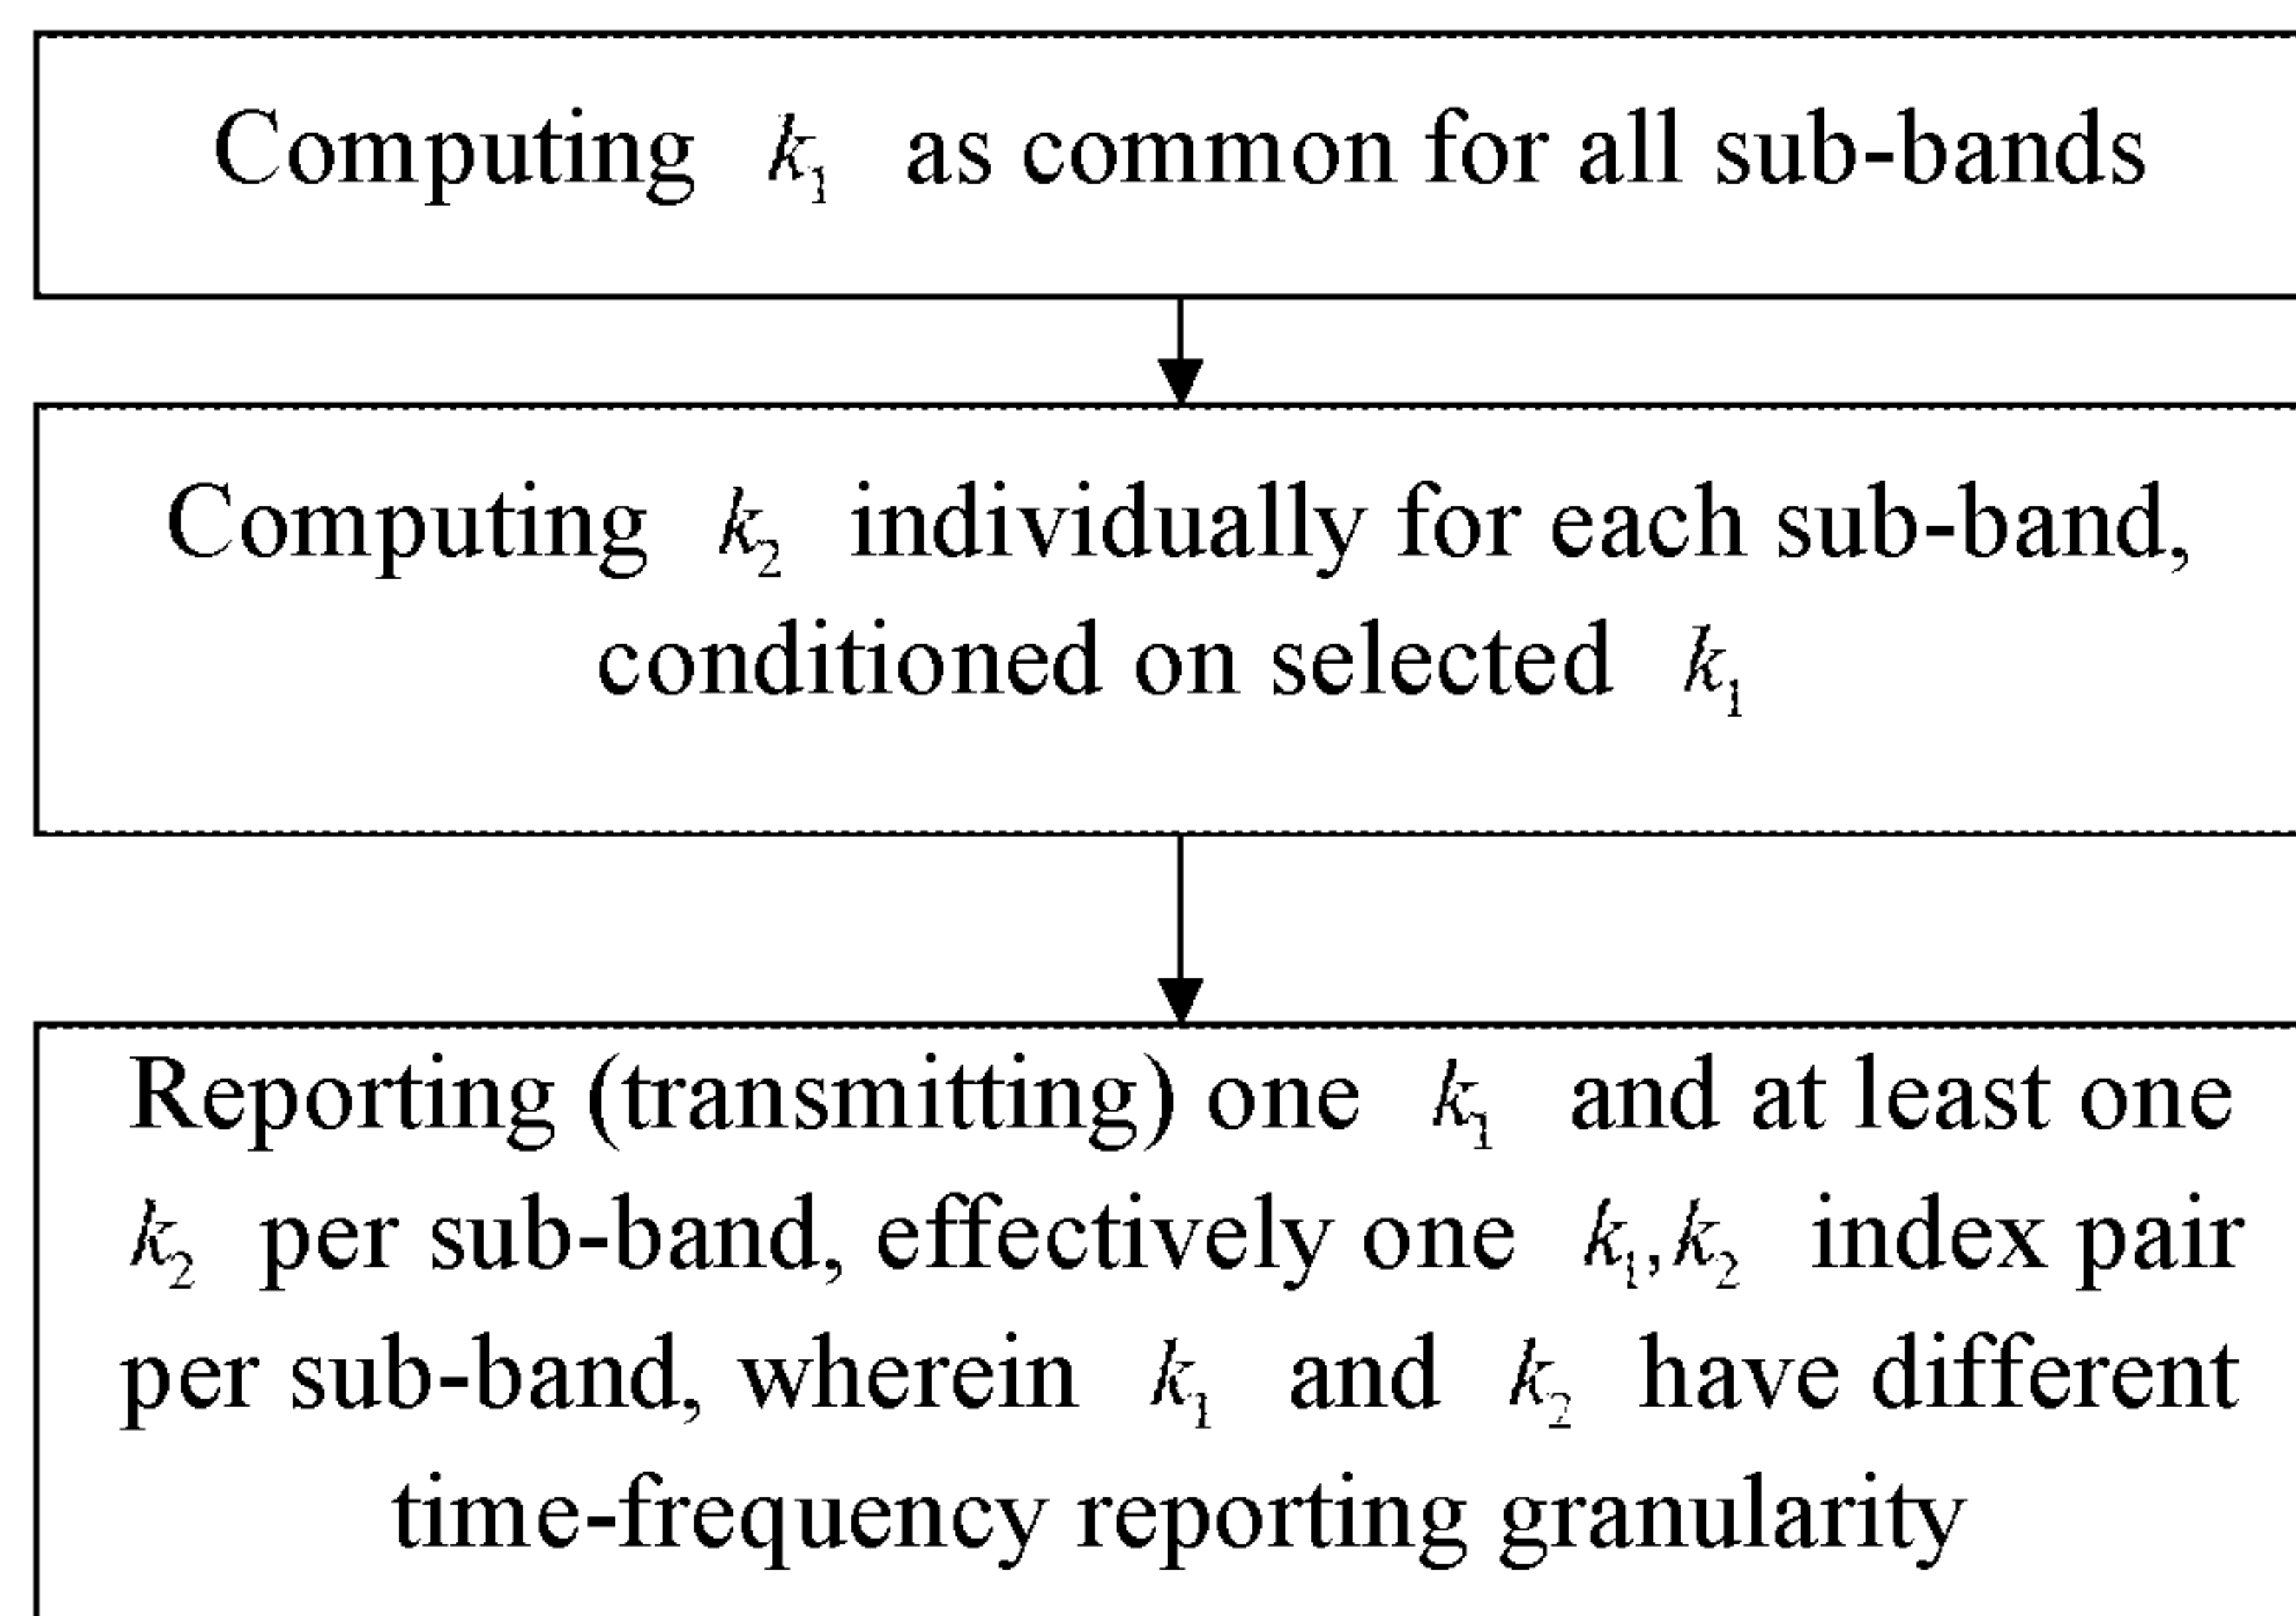 Computing k₁ as common for all sub-bands
Computing k₂ individually for each sub-band,
conditioned on selected k₁
Reporting (transmitting) one k₁ and at least one
k₂ per sub-band, effectively one k₁,k₂ index pair
per sub-band, wherein k₁ and k₂ have different
time-frequency reporting granularity